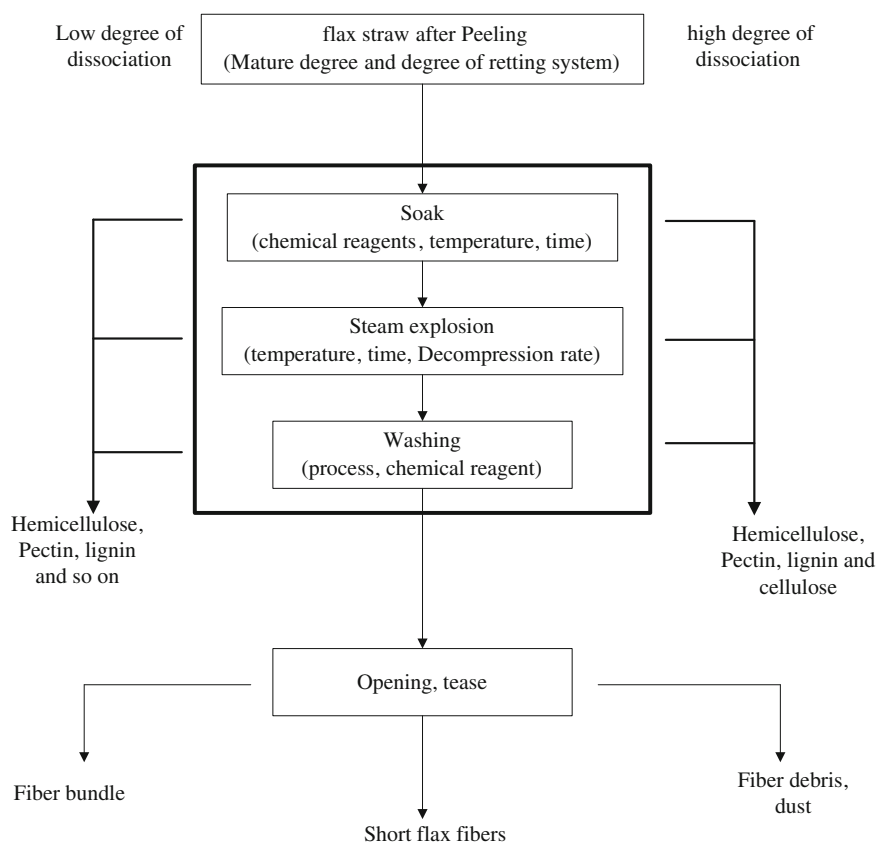 Low degree of
dissociation
flax straw after Peeling
(Mature degree and degree of retting system)
high degree of
dissociation
Soak
(chemical reagents, temperature, time)
Steam explosion
(temperature, time, Decompression rate)
Washing
(process, chemical reagent)
Hemicellulose,
Pectin, lignin
and so on
Hemicellulose,
Pectin, lignin and
cellulose
Opening, tease
Fiber bundle
Short flax fibers
Fiber debris,
dust